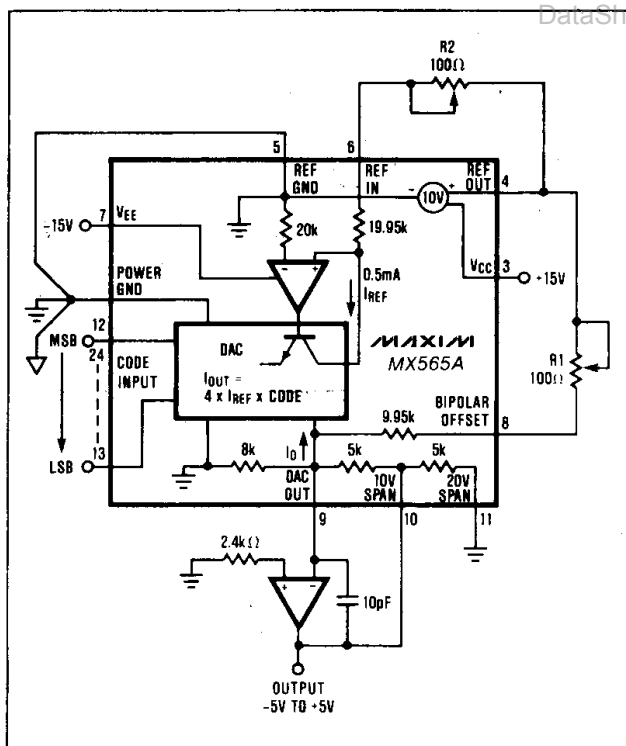 DataSh
R2
100Ω
5
6
REF
GND
REF
IN
REF
OUT
4
- + 10V
7
VEE
-15V
20k
19.95k
- +
VCC
3
+15V
POWER
GND
0.5mA
IREF
MAXIM
MX565A
MSB
12
24
CODE
INPUT
DAC
IOUT =
4 x IREF x CODE
R1
100Ω
BIPOLAR
OFFSET
8
9.95k
LSB
13
IO
8k
5k
5k
DAC
OUT
10V
SPAN
20V
SPAN
9
10
11
2.4kΩ
+ -
10pF
OUTPUT
-5V TO +5V